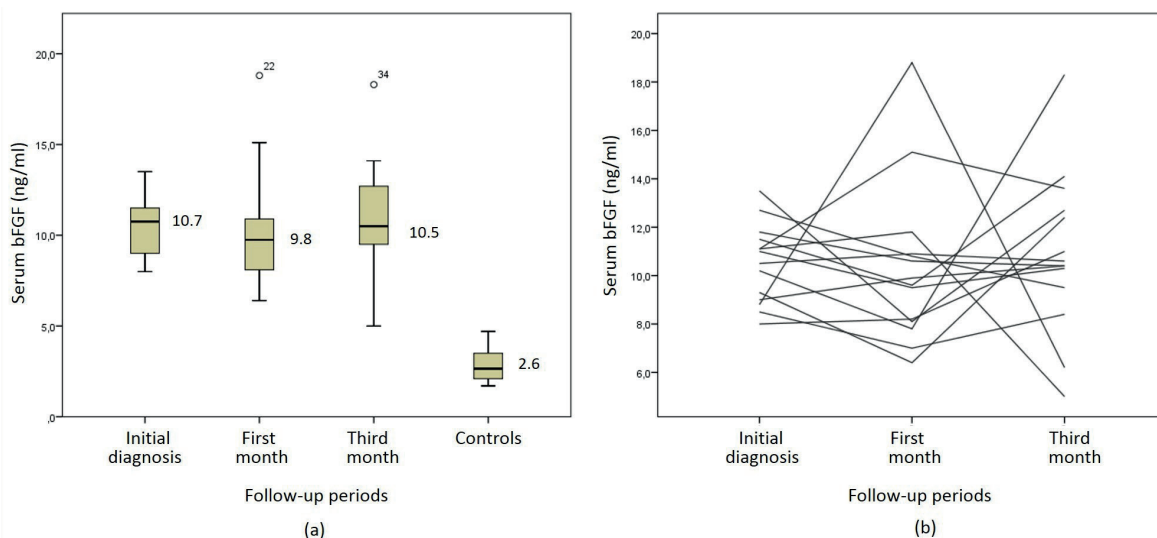 Serum bFGF (ng/ml)
20,0
15,0
10,0
5,0
,0
22
34
10.7
9.8
10.5
2.6
Initial
diagnosis
First
month
Third
month
Controls
Follow-up periods
(a)
Serum bFGF (ng/ml)
20,0
18,0
16,0
14,0
12,0
10,0
8,0
6,0
Initial
diagnosis
First
month
Third
month
Follow-up periods
(b)